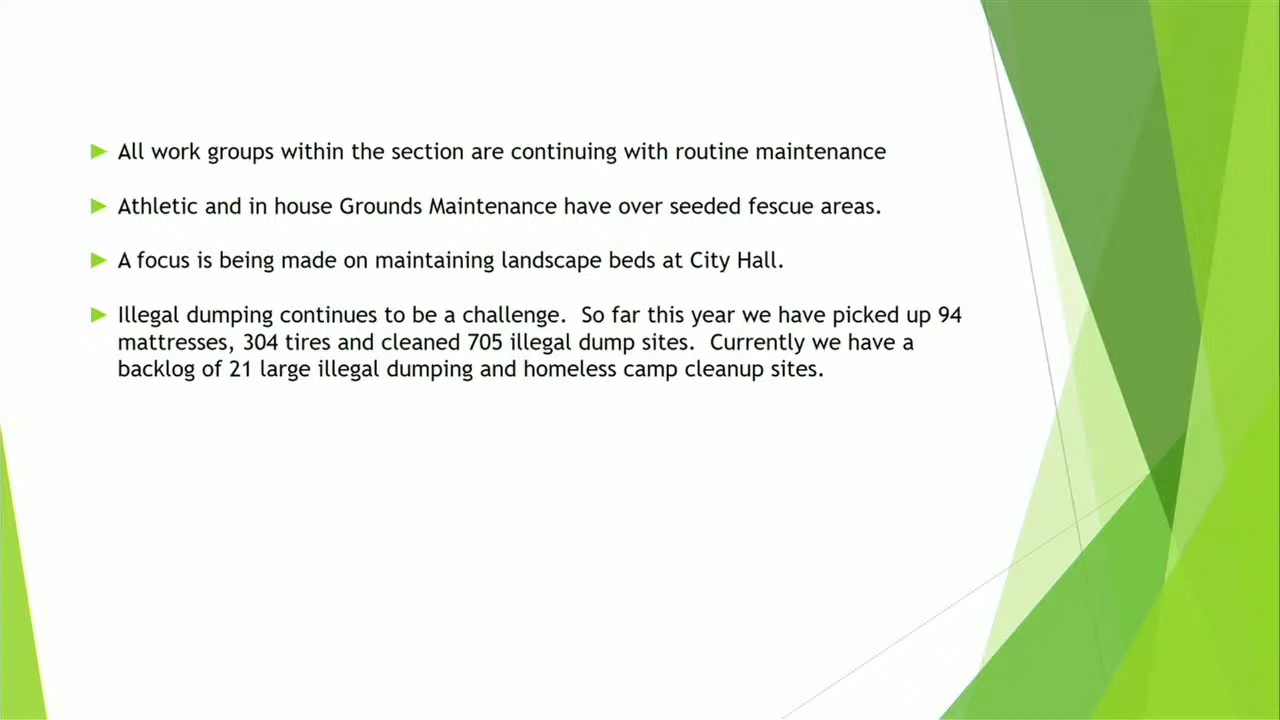 All work groups within the section are continuing with routine maintenance
Athletic and in house Grounds Maintenance have over seeded fescue areas.
A focus is being made on maintaining landscape beds at City Hall.
Illegal dumping continues to be a challenge.  So far this year we have picked up 94
mattresses, 304 tires and cleaned 705 illegal dump sites.  Currently we have a
backlog of 21 large illegal dumping and homeless camp cleanup sites.